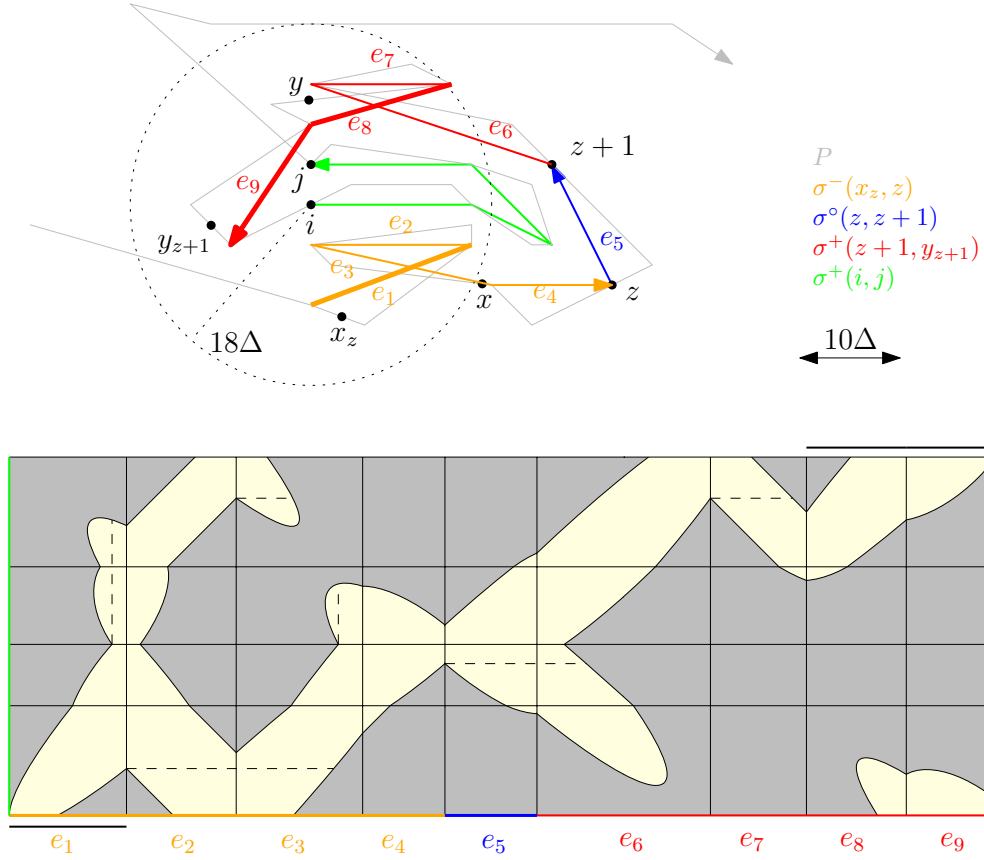 e₇
y
e₈
e₆
z + 1
P
j
e₉
σ⁻(x_z, z)
i
e₂
y_{z+1}
σ°(z, z + 1)
e₅
σ⁺(z + 1, y_{z+1})
e₃
e₁
x
e₄
z
σ⁺(i, j)
x_z
18Δ
10Δ
e₁ e₂ e₃ e₄ e₅ e₆ e₇ e₈ e₉